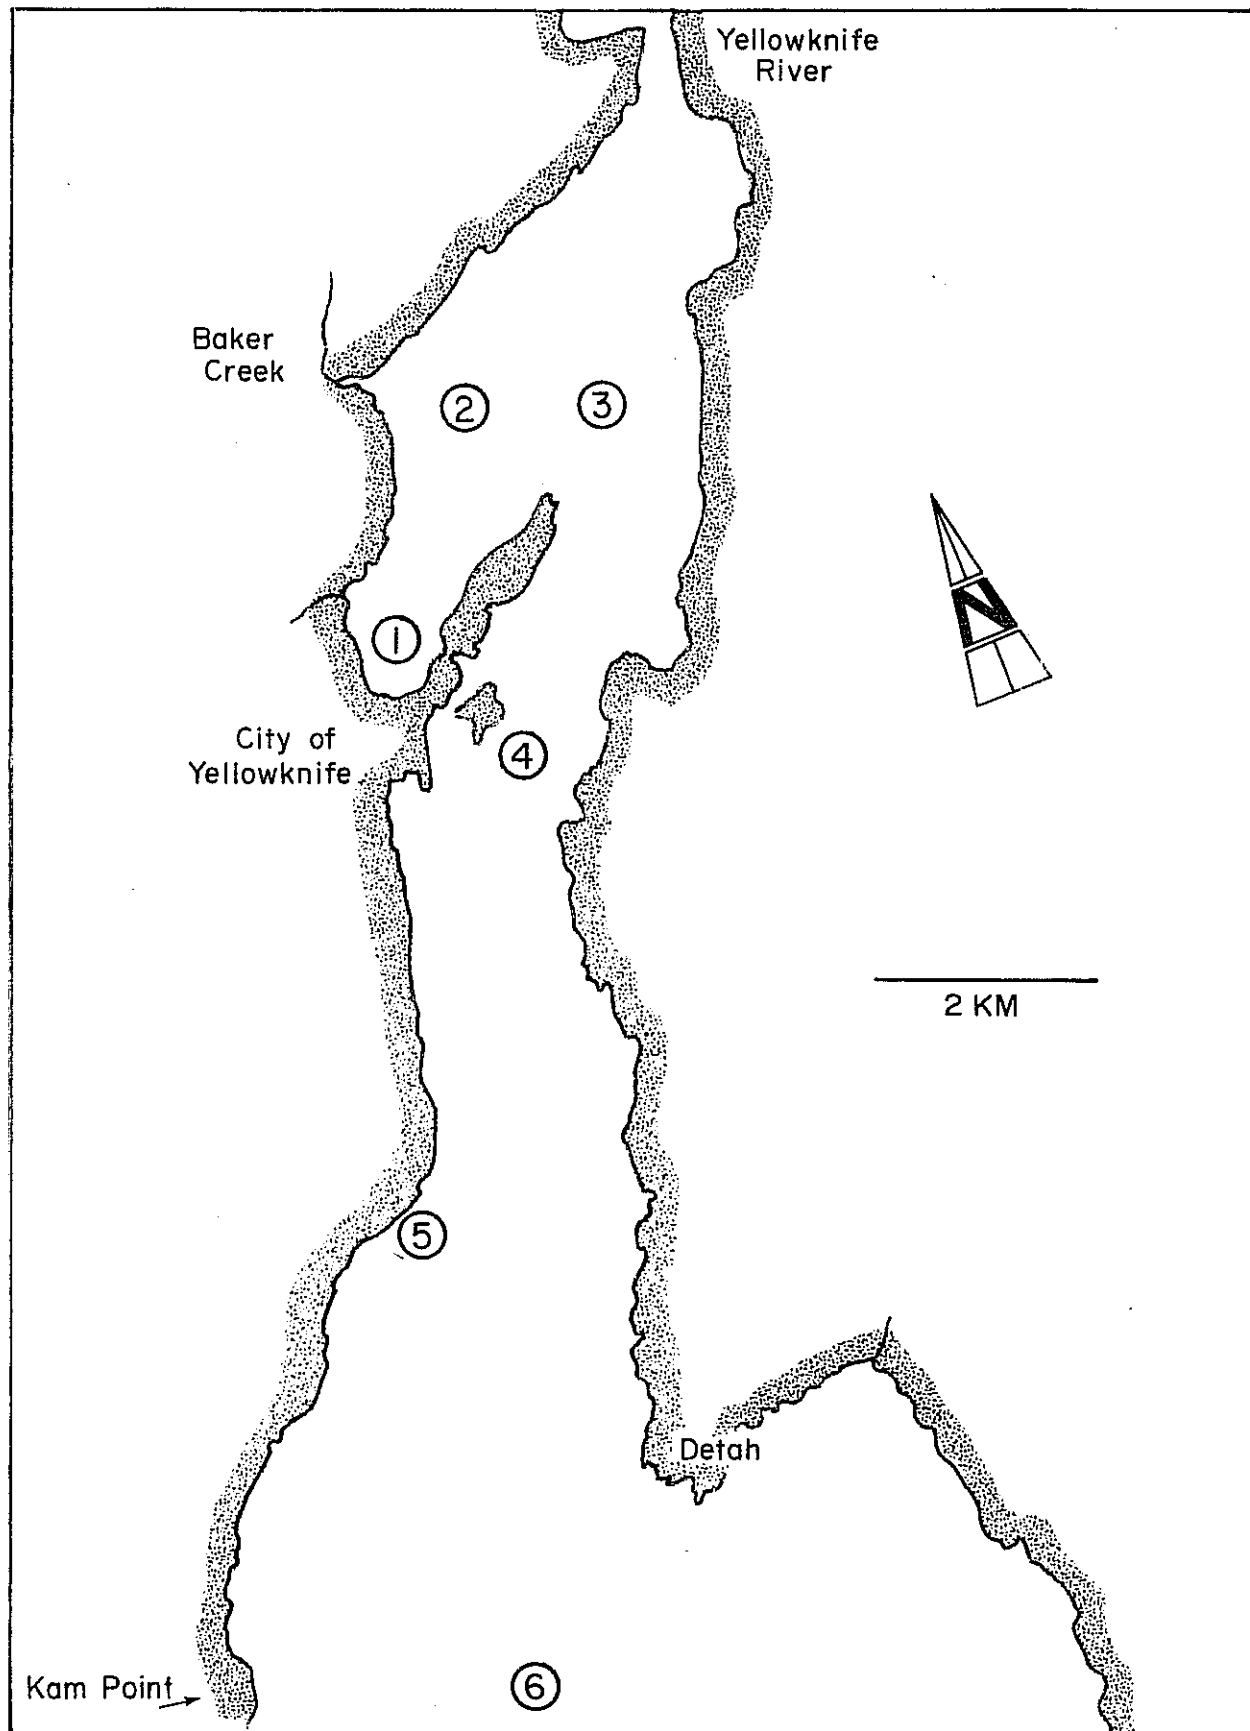 Yellowknife
River
Baker
Creek
2
3
N
1
City of
Yellowknife
4
2 KM
5
Detah
Kam Point
6